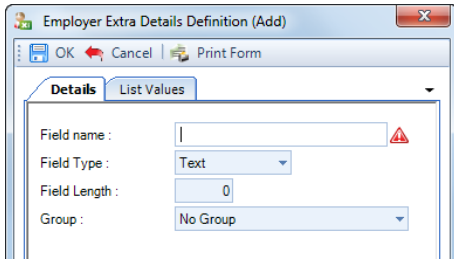 Employer Extra Details Definition (Add)
OK Cancel Print Form
Details List Values
Field name :
Field Type : Text
Field Length : 0
Group : No Group